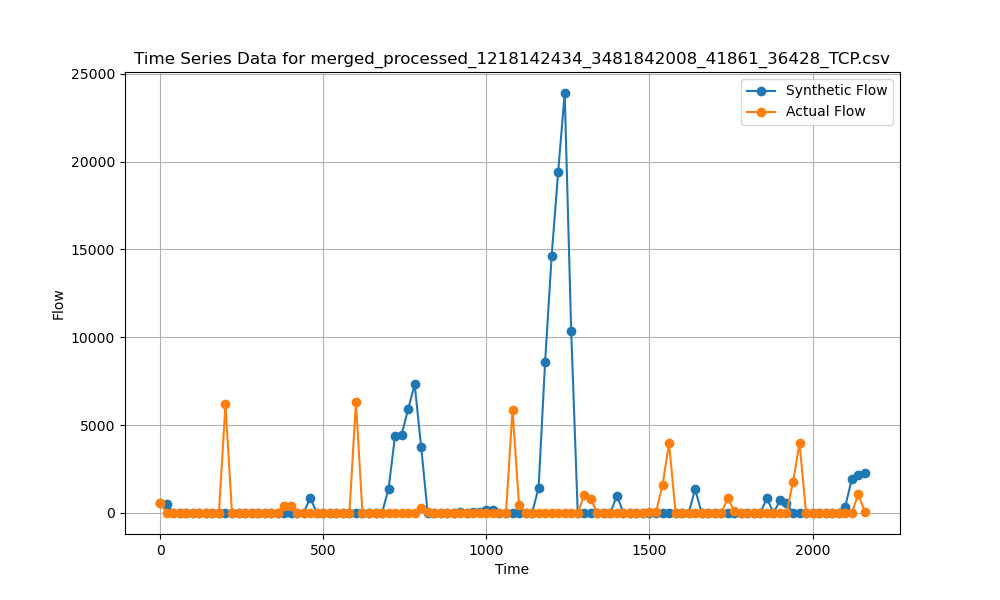 Time Series Data for merged_processed_1218142434_3481842008_41861_36428_TCP.csv
Synthetic Flow
Actual Flow
Flow
25000
20000
15000
10000
5000
0
0 500 1000 1500 2000
Time